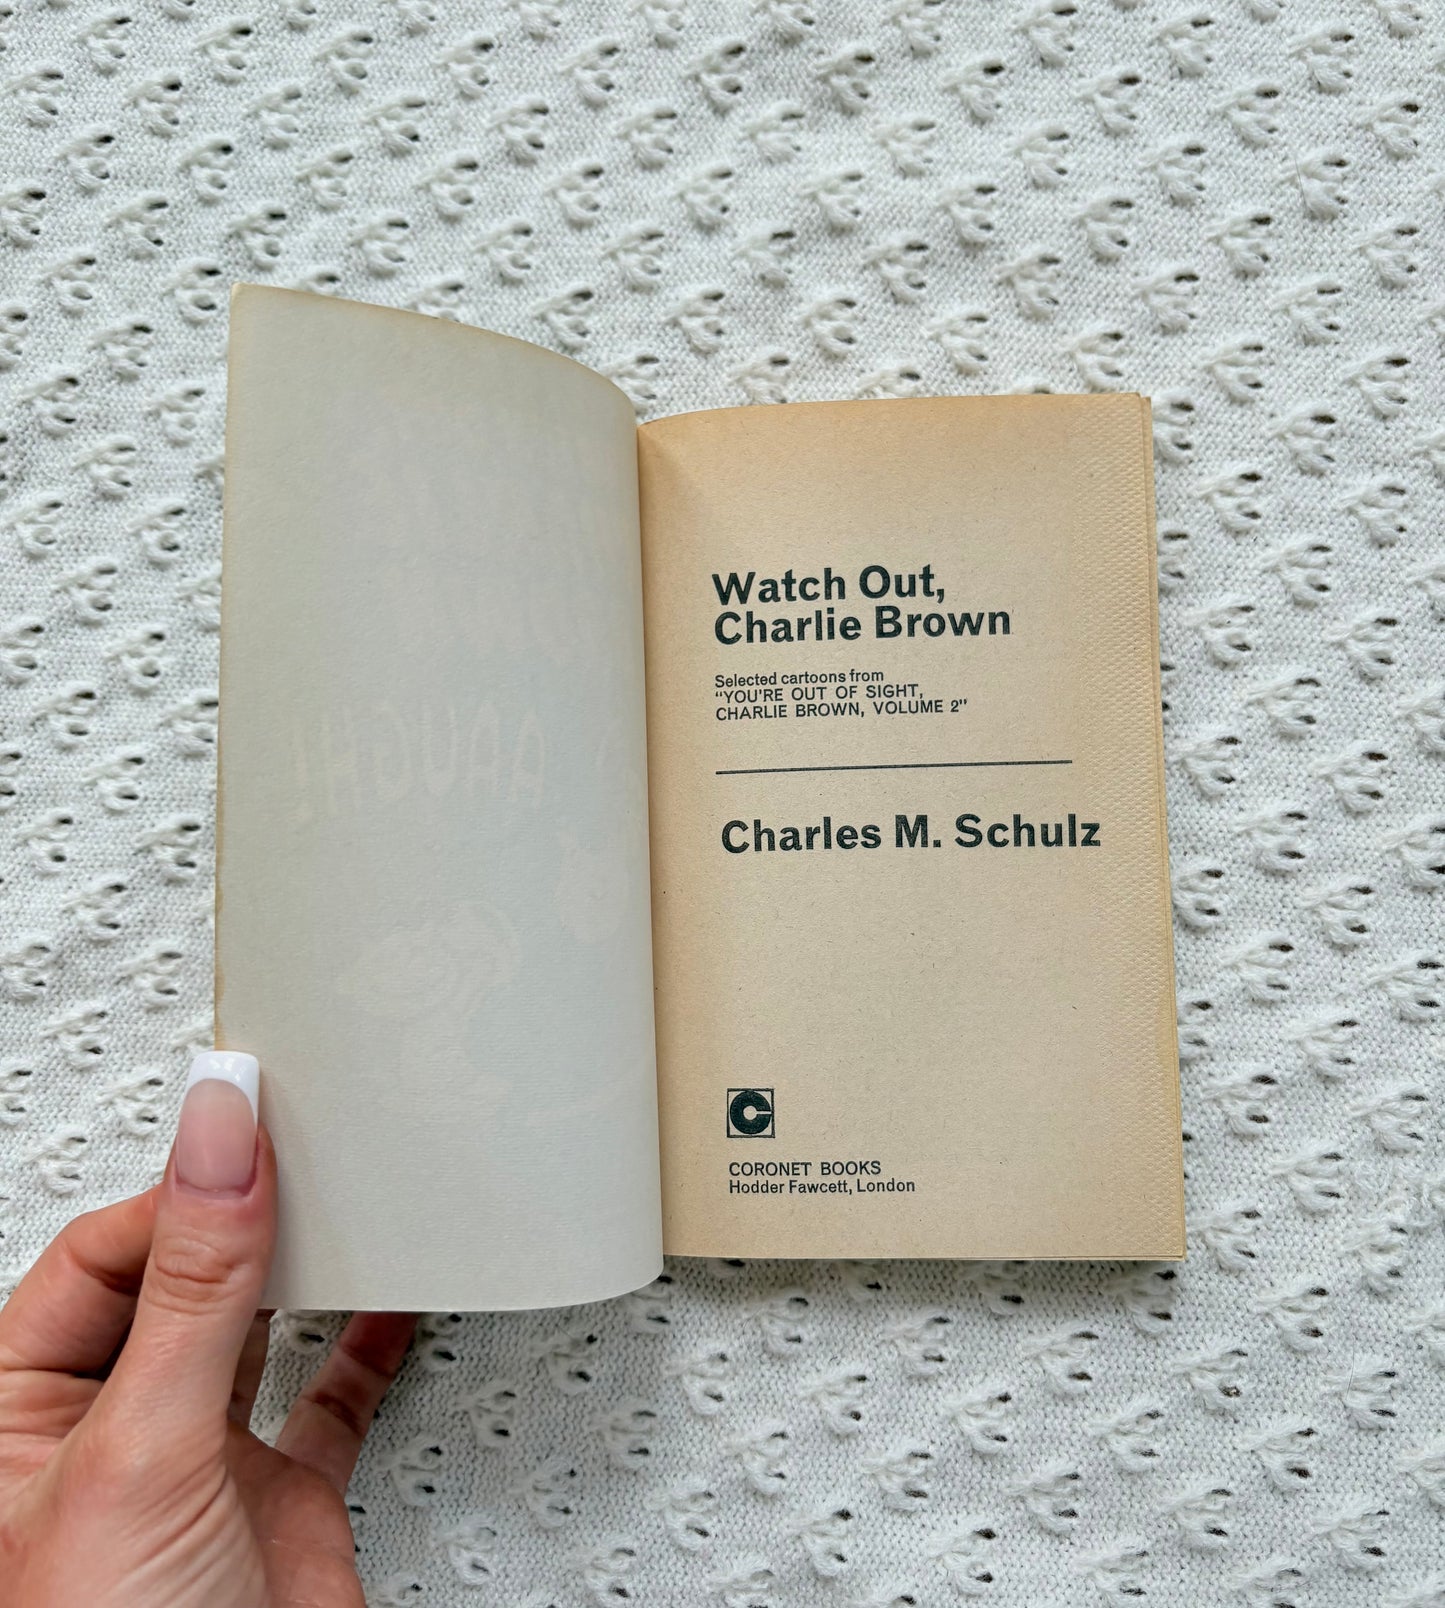 AAUGH!
Watch Out,
Charlie Brown
Selected cartoons from
“YOU'RE OUT OF SIGHT,
CHARLIE BROWN, VOLUME 2”
Charles M. Schulz
C
CORONET BOOKS
Hodder Fawcett, London